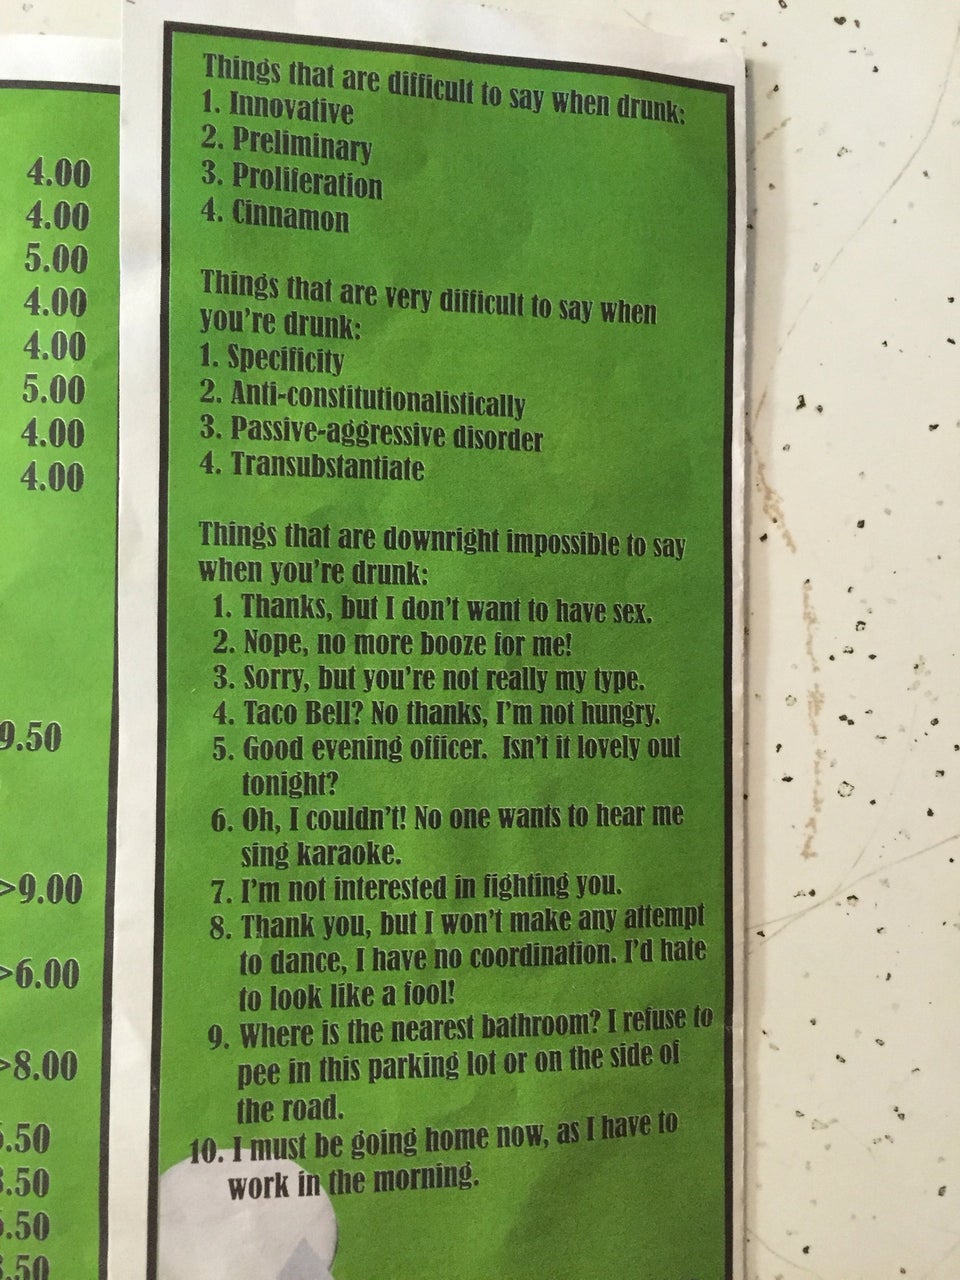 4.00
4.00
5.00
4.00
4.00
5.00
4.00
4.00
9.50
>9.00
>6.00
>8.00
.50
.50
.50
.50
Things that are difficult to say when drunk:
1. Innovative
2. Preliminary
3. Proliferation
4. Cinnamon
Things that are very difficult to say when
you're drunk:
1. Specificity
2. Anti-constitutionalistically
3. Passive-aggressive disorder
4. Transubstantiate
Things that are downright impossible to say
when you're drunk:
1. Thanks, but I don't want to have sex.
2. Nope, no more booze for me!
3. Sorry, but you're not really my type.
4. Taco Bell? No thanks, I'm not hungry.
5. Good evening officer. Isn't it lovely out
tonight?
6. Oh, I couldn't! No one wants to hear me
sing karaoke.
7. I'm not interested in fighting you.
8. Thank you, but I won't make any attempt
to dance, I have no coordination. I'd hate
to look like a fool!
9. Where is the nearest bathroom? I refuse to
pee in this parking lot or on the side of
the road.
10. I must be going home now, as I have to
work in the morning.